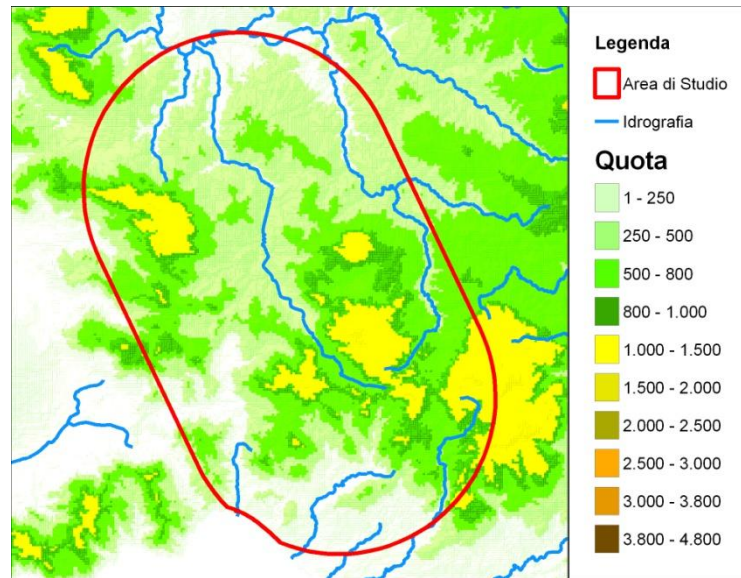 Legenda
Area di Studio
Idrografia
Quota
1 - 250
250 - 500
500 - 800
800 - 1.000
1.000 - 1.500
1.500 - 2.000
2.000 - 2.500
2.500 - 3.000
3.000 - 3.800
3.800 - 4.800